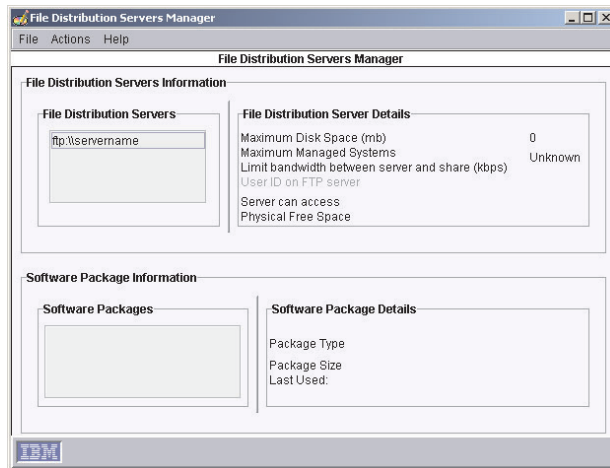 File Distribution Servers Manager
File Actions Help
File Distribution Servers Manager
File Distribution Servers Information
File Distribution Servers
ftp:\\servername
File Distribution Server Details
Maximum Disk Space (mb) 0
Maximum Managed Systems
Unknown
Limit bandwidth between server and share (kbps)
User ID on FTP server
Server can access
Physical Free Space
Software Package Information
Software Packages
Software Package Details
Package Type
Package Size
Last Used:
IBM